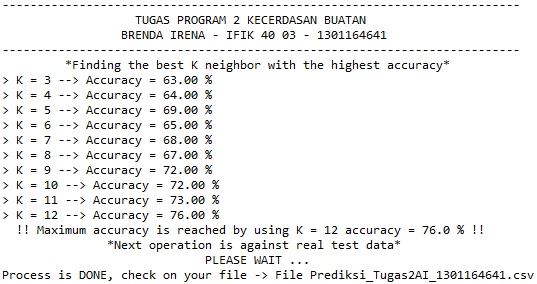 --------------------------------------------------------------------
TUGAS PROGRAM 2 KECERDASAN BUATAN
BRENDA IRENA - IFIK 40 03 - 1301164641
--------------------------------------------------------------------
*Finding the best K neighbor with the highest accuracy*
> K = 3 --> Accuracy = 63.00 %
> K = 4 --> Accuracy = 64.00 %
> K = 5 --> Accuracy = 69.00 %
> K = 6 --> Accuracy = 65.00 %
> K = 7 --> Accuracy = 68.00 %
> K = 8 --> Accuracy = 67.00 %
> K = 9 --> Accuracy = 72.00 %
> K = 10 --> Accuracy = 72.00 %
> K = 11 --> Accuracy = 73.00 %
> K = 12 --> Accuracy = 76.00 %
!! Maximum accuracy is reached by using K = 12 accuracy = 76.0 % !!
*Next operation is against real test data*
PLEASE WAIT ...
Process is DONE, check on your file -> File Prediksi_Tugas2AI_1301164641.csv